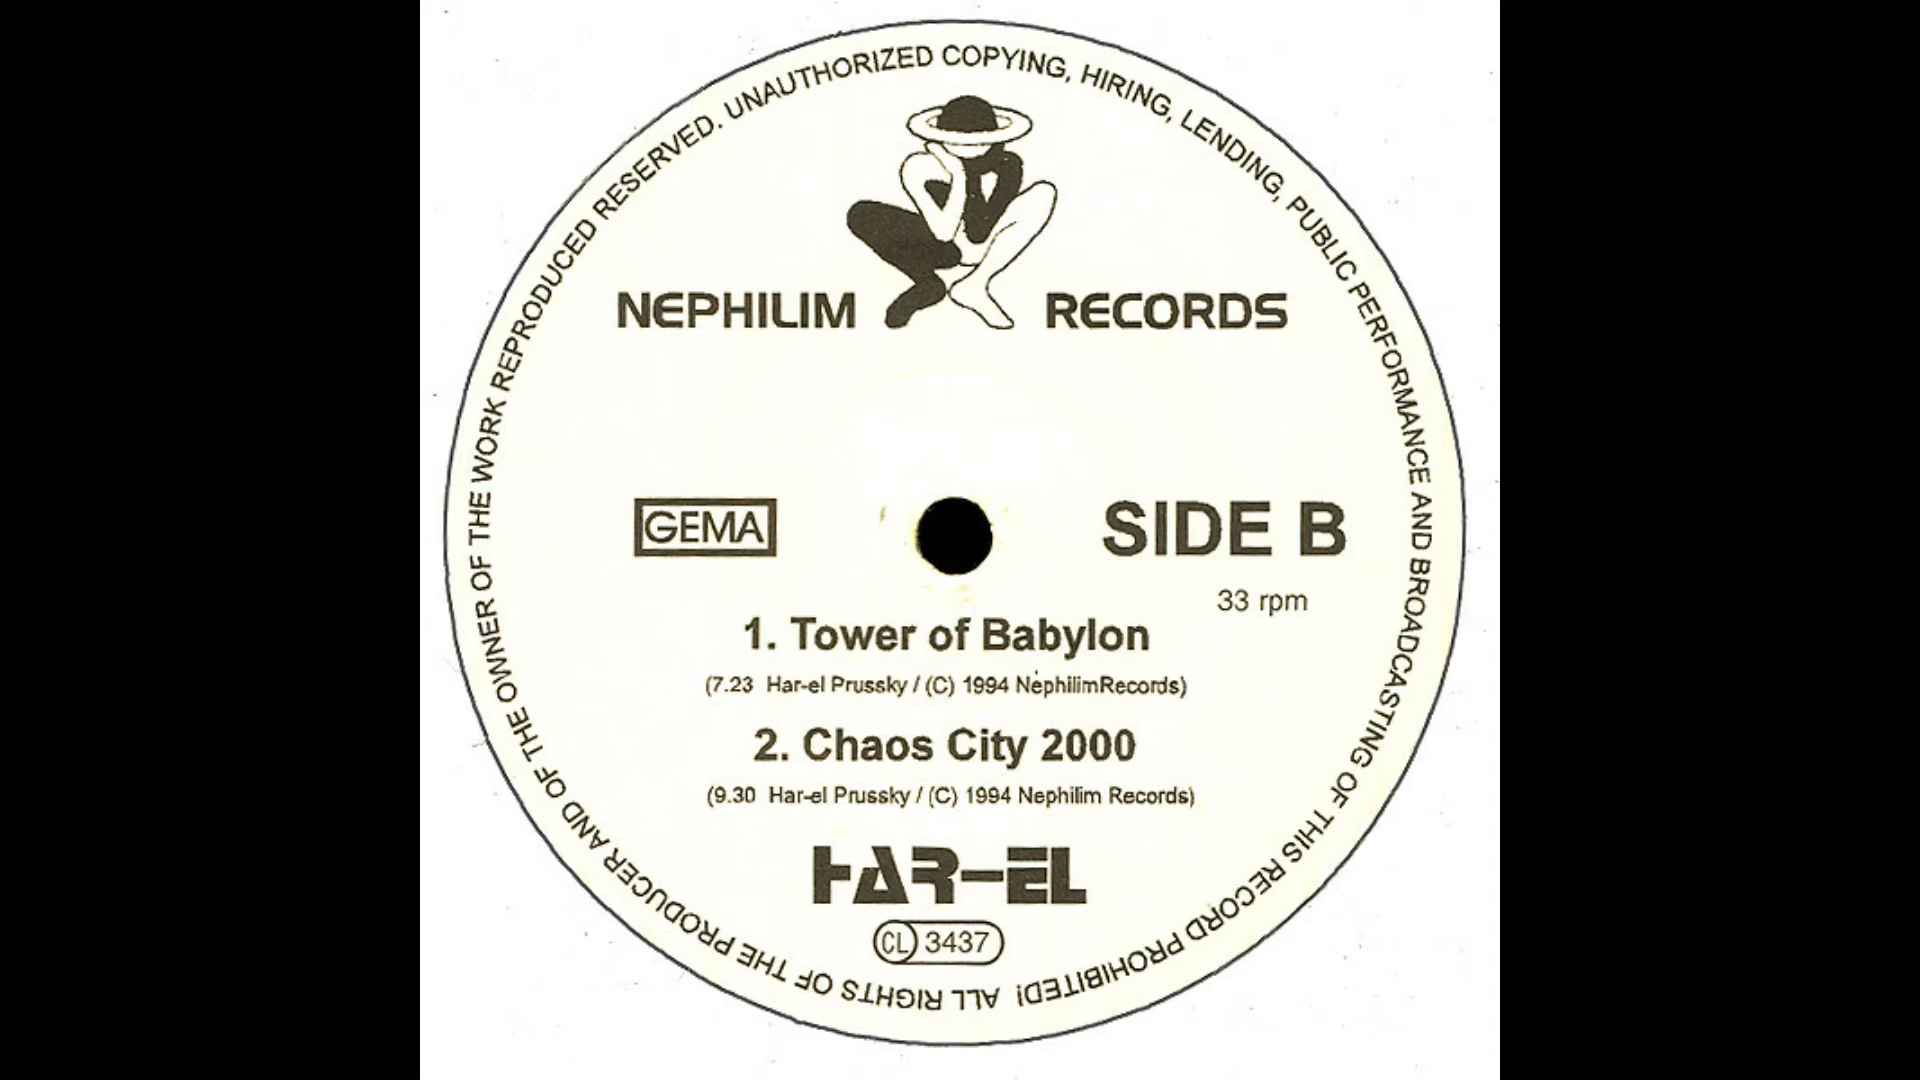 ALL RIGHTS OF THE PRODUCER AND OF THE OWNER OF THE WORK REPRODUCED RESERVED. UNAUTHORIZED COPYING, HIRING, LENDING, PUBLIC PERFORMANCE AND BROADCASTING OF THIS RECORD PROHIBITED!
NEPHILIM RECORDS
GEMA
SIDE B
33 rpm
1. Tower of Babylon
(7.23 Har-el Prussky / (C) 1994 NephilimRecords)
2. Chaos City 2000
(9.30 Har-el Prussky / (C) 1994 Nephilim Records)
HAR-EL
CL 3437